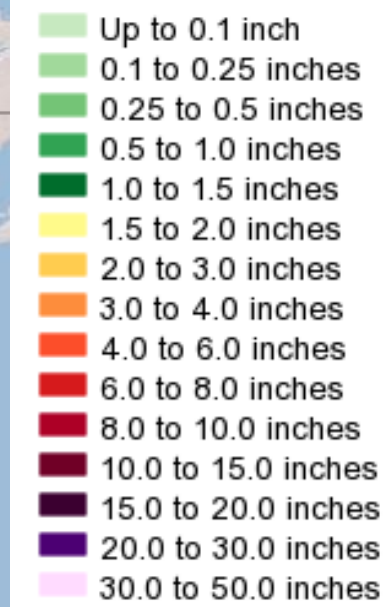 Up to 0.1 inch
0.1 to 0.25 inches
0.25 to 0.5 inches
0.5 to 1.0 inches
1.0 to 1.5 inches
1.5 to 2.0 inches
2.0 to 3.0 inches
3.0 to 4.0 inches
4.0 to 6.0 inches
6.0 to 8.0 inches
8.0 to 10.0 inches
10.0 to 15.0 inches
15.0 to 20.0 inches
20.0 to 30.0 inches
30.0 to 50.0 inches